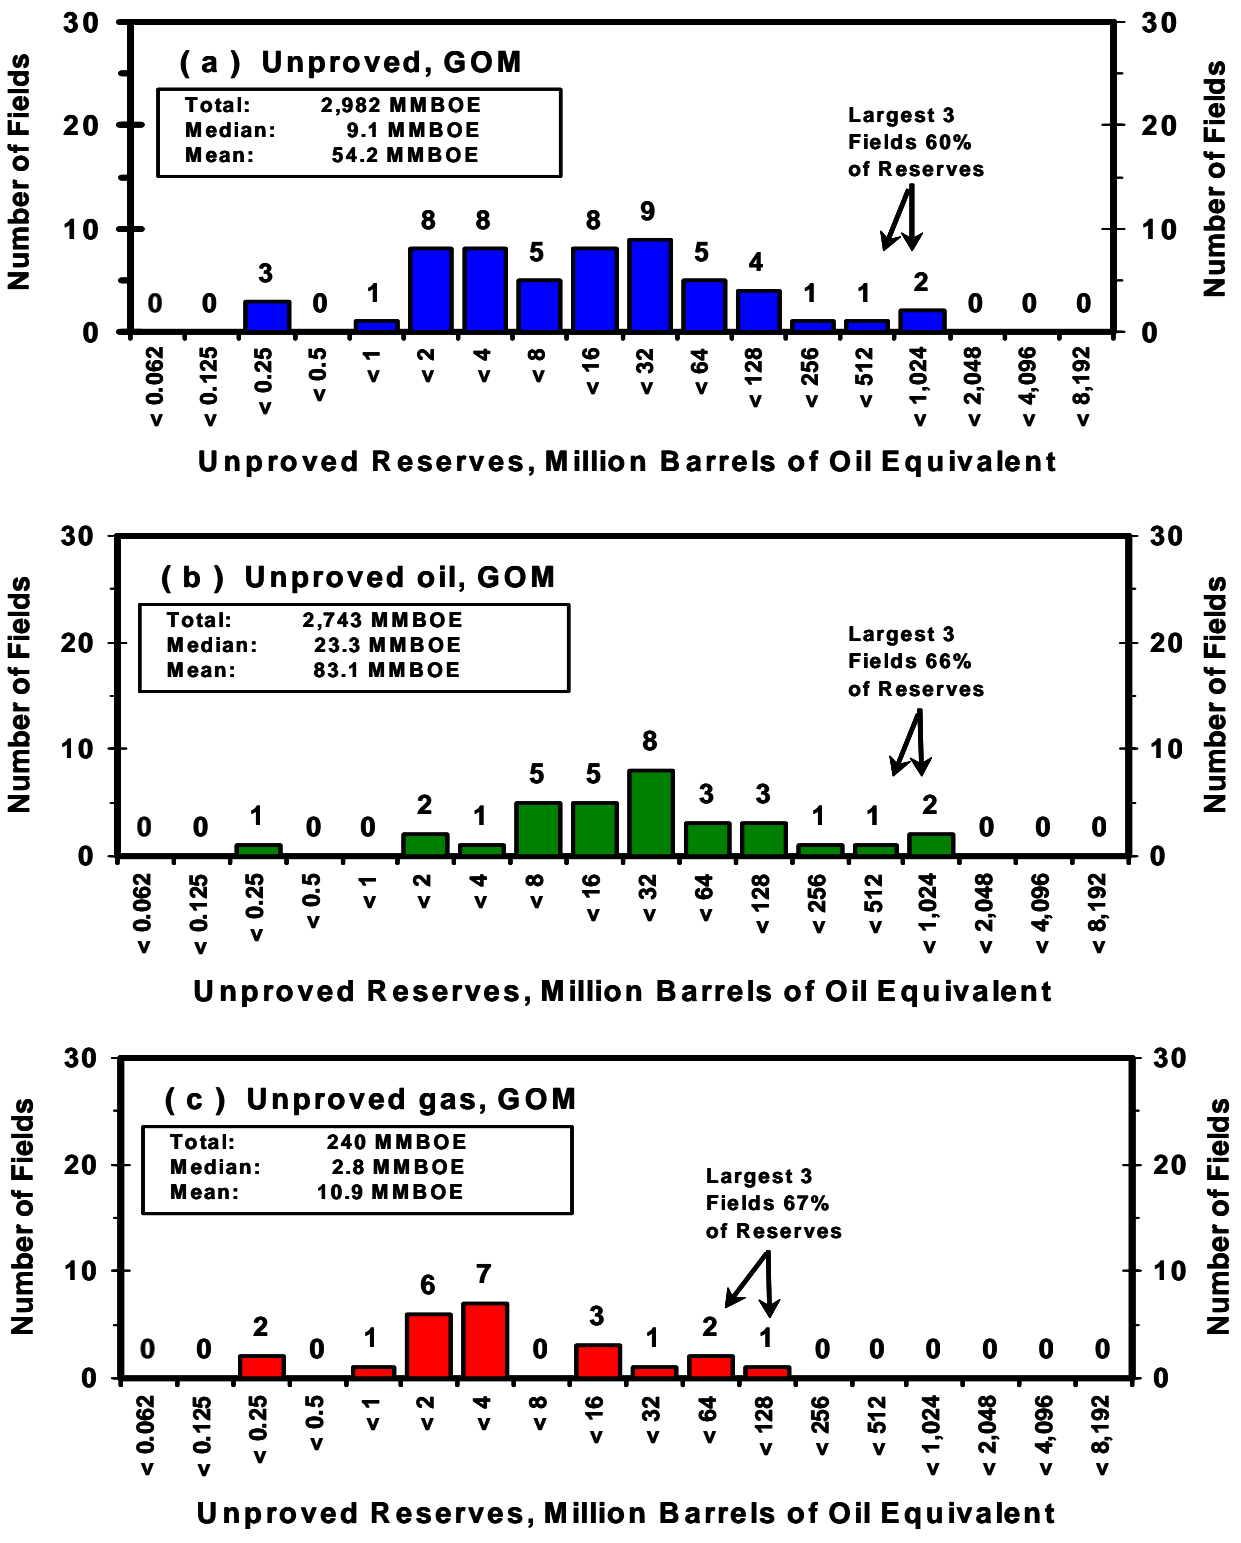 ( a ) Unproved, GOM
Total: 2,982 MMBOE
Median: 9.1 MMBOE
Mean: 54.2 MMBOE
Largest 3
Fields 60%
of Reserves
Number of Fields
Number of Fields
30 30
20 20
10 10
0 0
0 0 3 0 1 8 8 5 8 9 5 4 1 1 2 0 0 0
< 0.062 < 0.125 < 0.25 < 0.5 < 1 < 2 < 4 < 8 < 16 < 32 < 64 < 128 < 256 < 512 < 1,024 < 2,048 < 4,096 < 8,192
Unproved Reserves, Million Barrels of Oil Equivalent
( b ) Unproved oil, GOM
Total: 2,743 MMBOE
Median: 23.3 MMBOE
Mean: 83.1 MMBOE
Largest 3
Fields 66%
of Reserves
Number of Fields
Number of Fields
30 30
20 20
10 10
0 0
0 0 1 0 0 2 1 5 5 8 3 3 1 1 2 0 0 0
< 0.062 < 0.125 < 0.25 < 0.5 < 1 < 2 < 4 < 8 < 16 < 32 < 64 < 128 < 256 < 512 < 1,024 < 2,048 < 4,096 < 8,192
Unproved Reserves, Million Barrels of Oil Equivalent
( c ) Unproved gas, GOM
Total: 240 MMBOE
Median: 2.8 MMBOE
Mean: 10.9 MMBOE
Largest 3
Fields 67%
of Reserves
Number of Fields
Number of Fields
30 30
20 20
10 10
0 0
0 0 2 0 1 6 7 0 3 1 2 1 0 0 0 0 0 0
< 0.062 < 0.125 < 0.25 < 0.5 < 1 < 2 < 4 < 8 < 16 < 32 < 64 < 128 < 256 < 512 < 1,024 < 2,048 < 4,096 < 8,192
Unproved Reserves, Million Barrels of Oil Equivalent